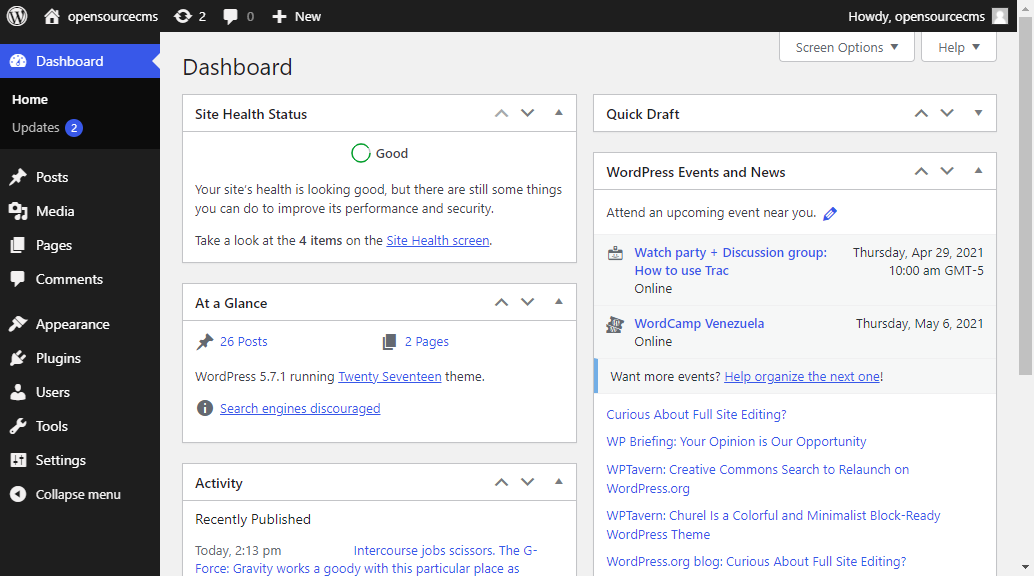 opensourcecms 2 0 New Howdy, opensourcecms
Screen Options Help
Dashboard
Home
Updates 2
Posts
Media
Pages
Comments
Appearance
Plugins
Users
Tools
Settings
Collapse menu
Dashboard
Site Health Status
Good
Your site's health is looking good, but there are still some things
you can do to improve its performance and security.
Take a look at the 4 items on the Site Health screen.
At a Glance
26 Posts 2 Pages
WordPress 5.7.1 running Twenty Seventeen theme.
Search engines discouraged
Activity
Recently Published
Today, 2:13 pm Intercourse jobs scissors. The G-
Force: Gravity works a goody with this particular place as
Quick Draft
WordPress Events and News
Attend an upcoming event near you.
Watch party + Discussion group: Thursday, Apr 29, 2021
How to use Trac 10:00 am GMT-5
Online
WordCamp Venezuela Thursday, May 6, 2021
Online
Want more events? Help organize the next one!
Curious About Full Site Editing?
WP Briefing: Your Opinion is Our Opportunity
WPTavern: Creative Commons Search to Relaunch on
WordPress.org
WPTavern: Churel Is a Colorful and Minimalist Block-Ready
WordPress Theme
WordPress.org blog: Curious About Full Site Editing?